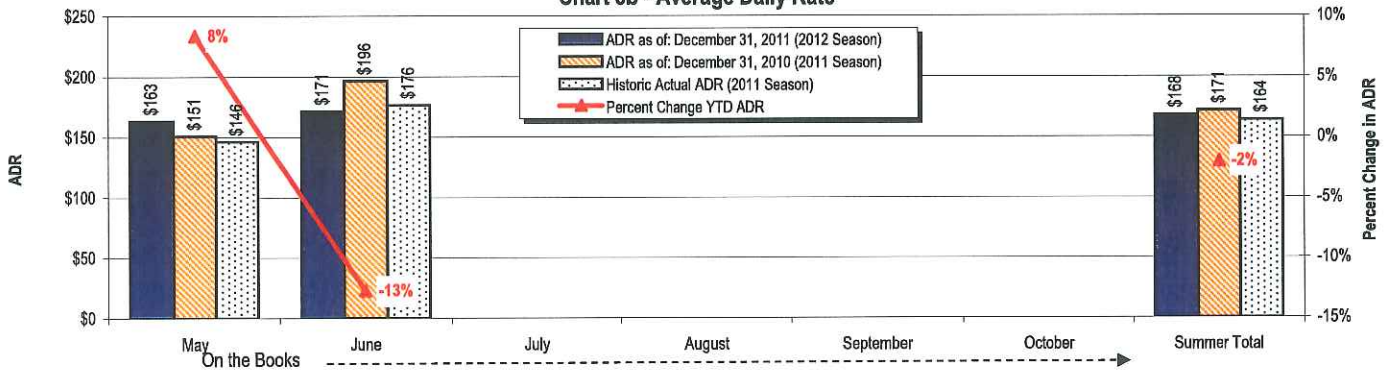 Chart 6b - Average Daily Rate
$250
$200
$150
$100
$50
$0
ADR
10%
5%
0%
-5%
-10%
-15%
Percent Change in ADR
ADR as of: December 31, 2011 (2012 Season)
ADR as of: December 31, 2010 (2011 Season)
Historic Actual ADR (2011 Season)
Percent Change YTD ADR
8%
$163
$151
$146
$171
$196
$176
-13%
$168
$171
$164
-2%
May
June
July
August
September
October
Summer Total
On the Books